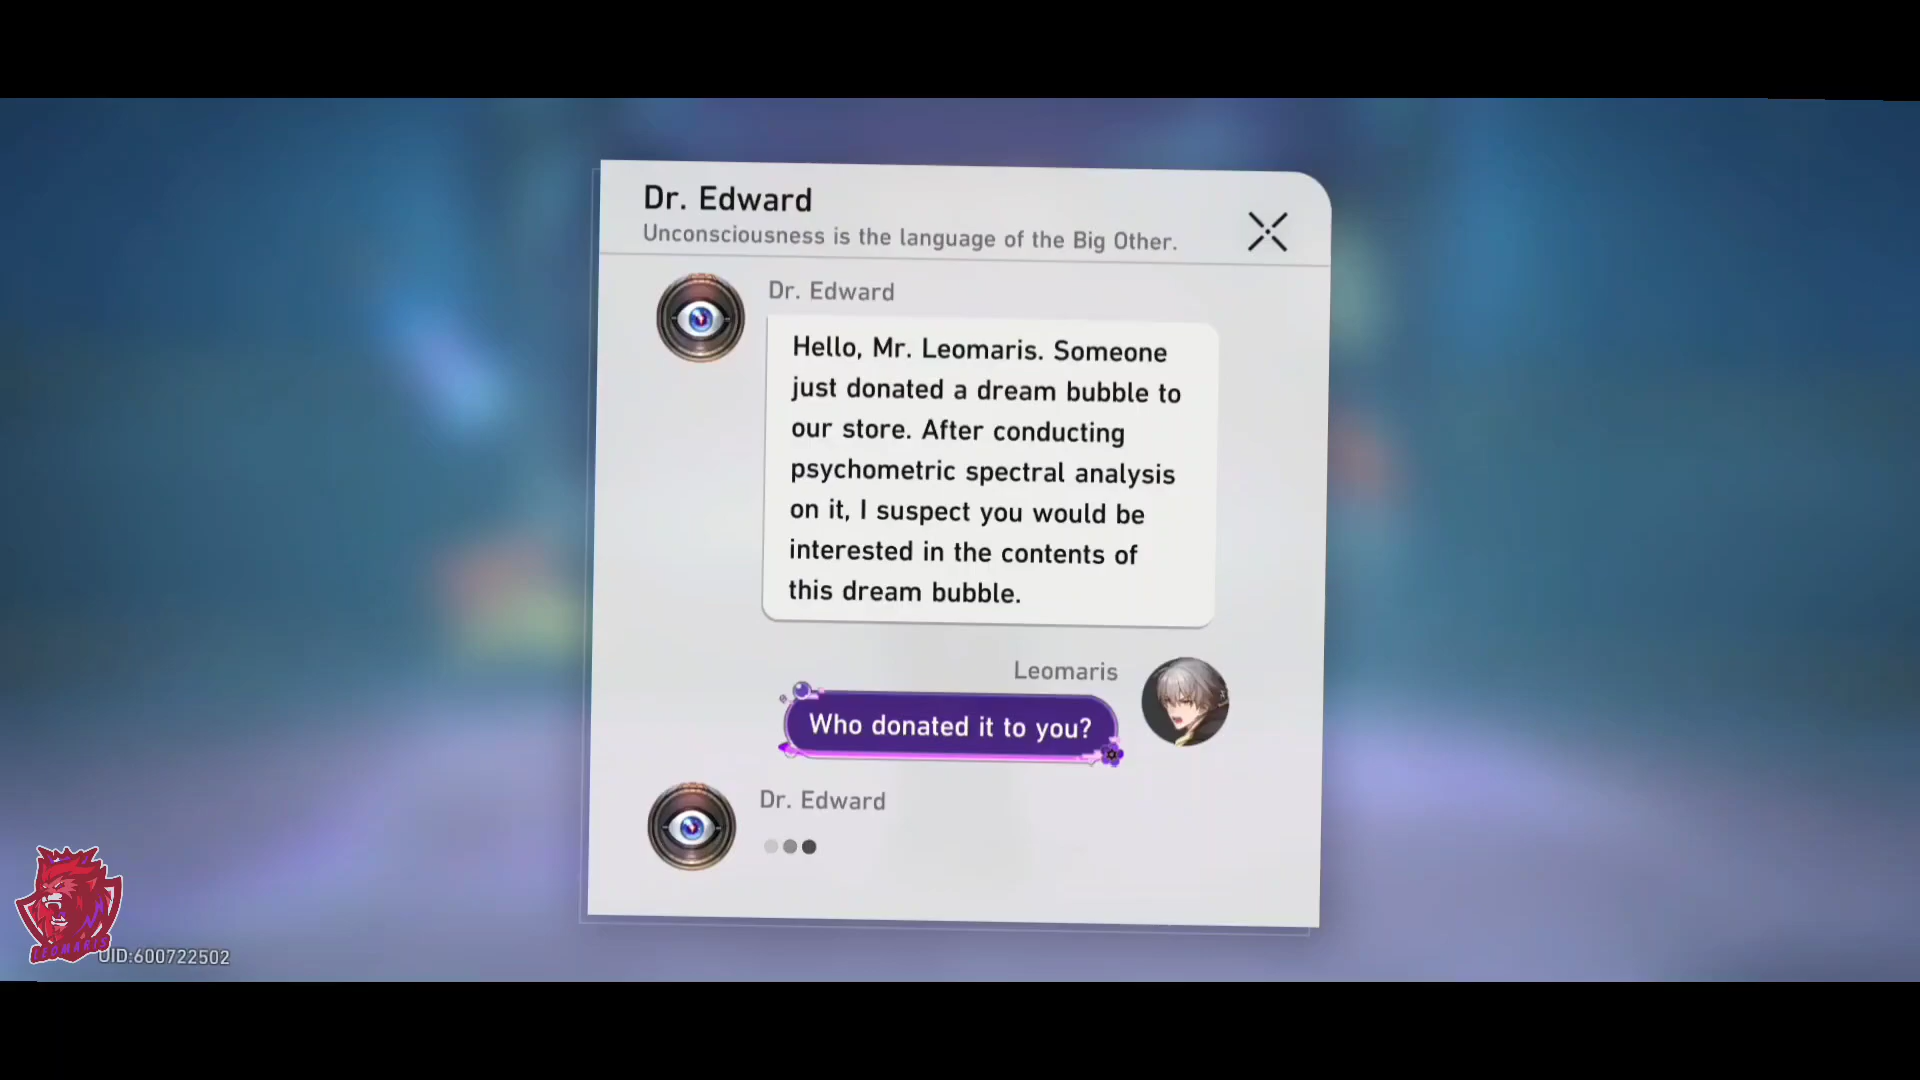 Dr. Edward
Unconsciousness is the language of the Big Other.
Dr. Edward
Hello, Mr. Leomaris. Someone
just donated a dream bubble to
our store. After conducting
psychometric spectral analysis
on it, I suspect you would be
interested in the contents of
this dream bubble.
Leomaris
Who donated it to you?
Dr. Edward
LEOMARIS
UID:600722502